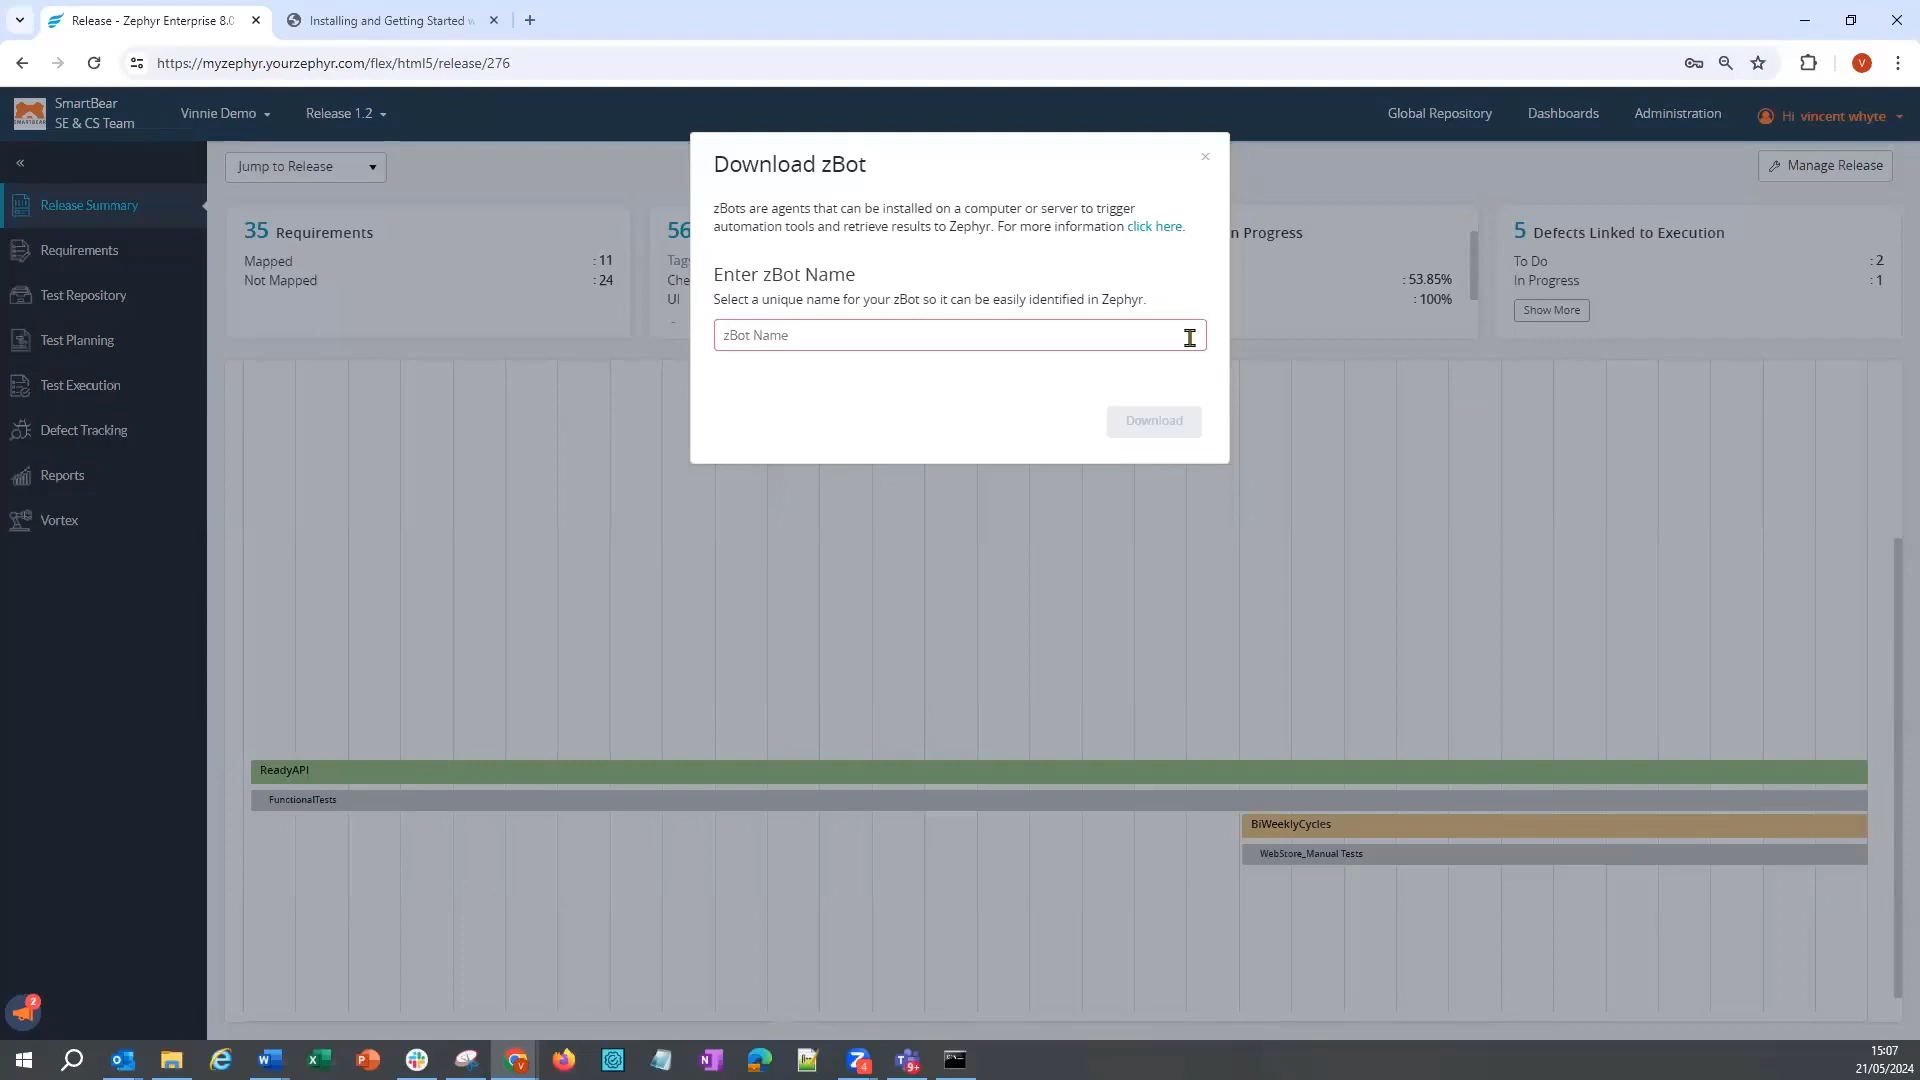 Release - Zephyr Enterprise 8.0
Installing and Getting Started
https://myzephyr.yourzephyr.com/flex/html5/release/276
V
SMARTBEAR
SmartBear
SE & CS Team
Vinnie Demo
Release 1.2
Global Repository
Dashboards
Administration
Hi vincent whyte
Jump to Release
Manage Release
Release Summary
Requirements
Test Repository
Test Planning
Test Execution
Defect Tracking
Reports
Vortex
2
35 Requirements
Mapped : 11
Not Mapped : 24
56
Tags
Che
UI
-
n Progress
: 53.85%
: 100%
5 Defects Linked to Execution
To Do : 2
In Progress : 1
Show More
Download zBot
×
zBots are agents that can be installed on a computer or server to trigger
automation tools and retrieve results to Zephyr. For more information click here.
Enter zBot Name
Select a unique name for your zBot so it can be easily identified in Zephyr.
zBot Name
Download
ReadyAPI
FunctionalTests
BiWeeklyCycles
WebStore_Manual Tests
4
9+
15:07
21/05/2024